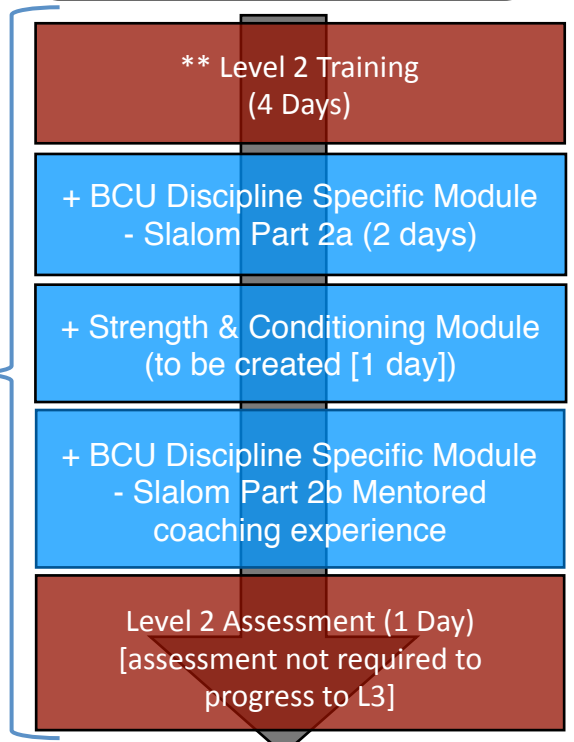 ** Level 2 Training
(4 Days)
+ BCU Discipline Specific Module
- Slalom Part 2a (2 days)
+ Strength & Conditioning Module
(to be created [1 day])
+ BCU Discipline Specific Module
- Slalom Part 2b Mentored
coaching experience
Level 2 Assessment (1 Day)
[assessment not required to
progress to L3]